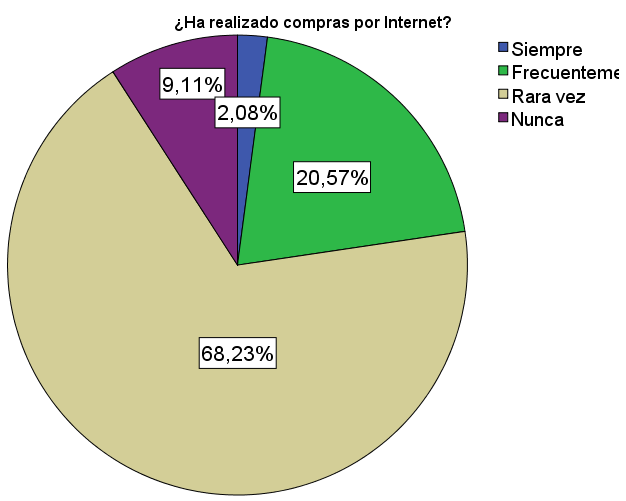 ¿Ha realizado compras por Internet?
Siempre
Frecuenteme
Rara vez
Nunca
9,11%
2,08%
20,57%
68,23%